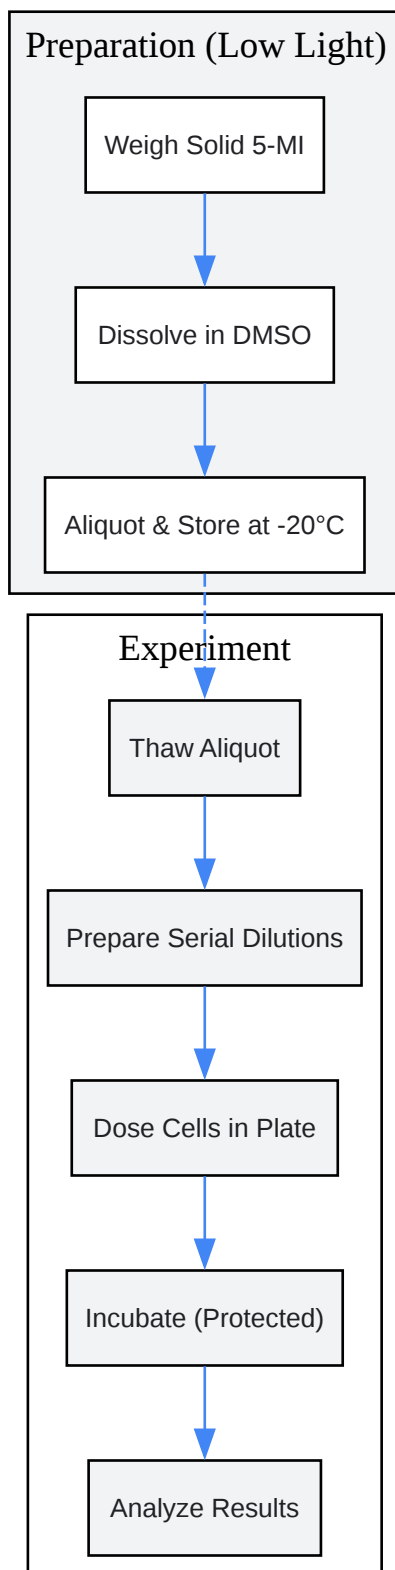 Preparation (Low Light)
Weigh Solid 5-MI
Dissolve in DMSO
Aliquot & Store at -20°C
Experiment
Thaw Aliquot
Prepare Serial Dilutions
Dose Cells in Plate
Incubate (Protected)
Analyze Results